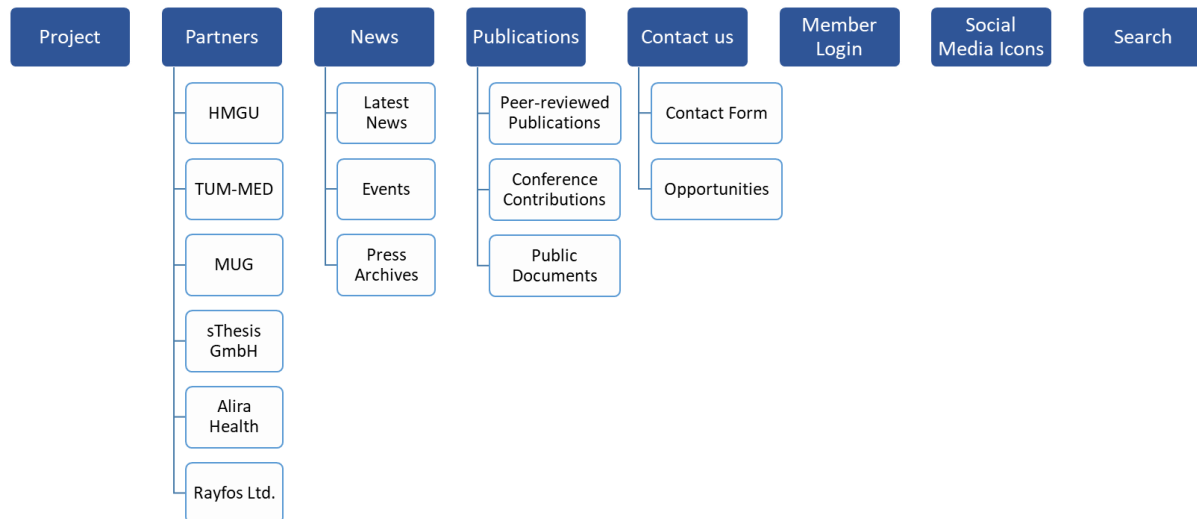 Project
Partners
News
Publications
Contact us
Member
Login
Social
Media Icons
Search
HMGU
TUM-MED
MUG
sThesis
GmbH
Alira
Health
Rayfos Ltd.
Latest
News
Events
Press
Archives
Peer-reviewed
Publications
Conference
Contributions
Public
Documents
Contact Form
Opportunities